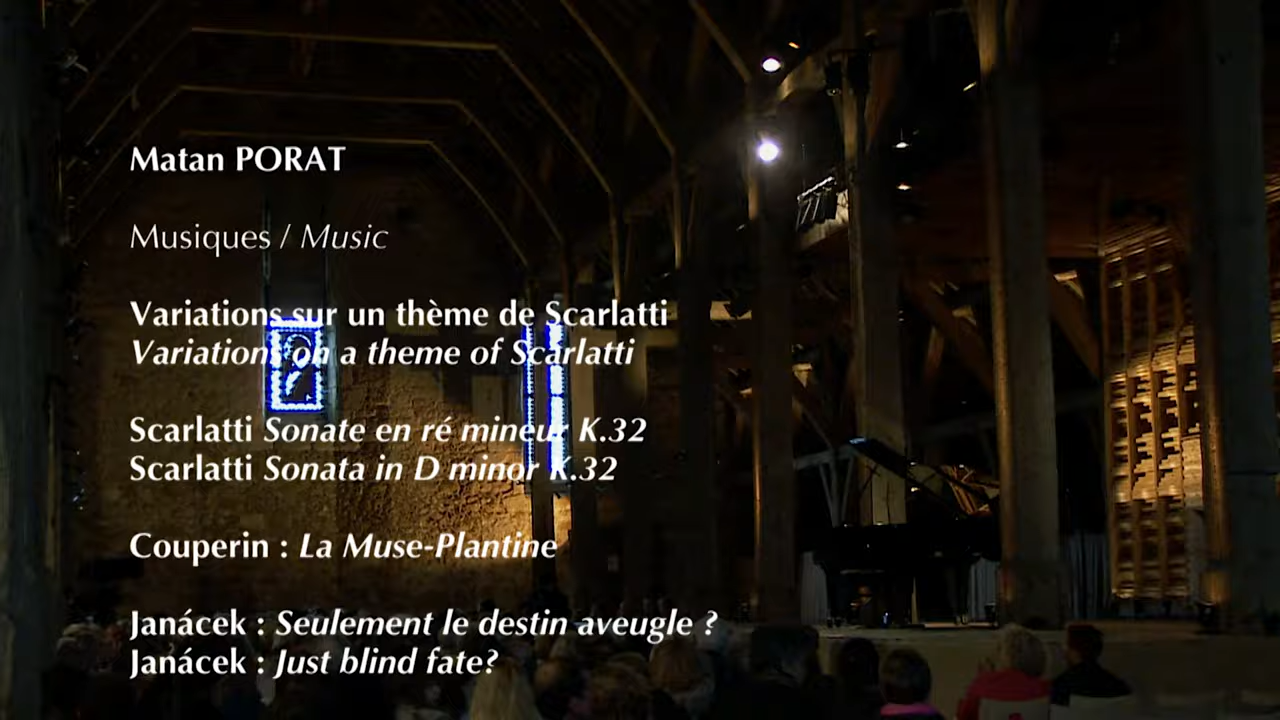 Matan PORAT
Musiques / Music
Variations sur un thème de Scarlatti
Variations on a theme of Scarlatti
Scarlatti Sonate en ré mineur K.32
Scarlatti Sonata in D minor K.32
Couperin : La Muse-Plantine
Janácek : Seulement le destin aveugle ?
Janácek : Just blind fate?